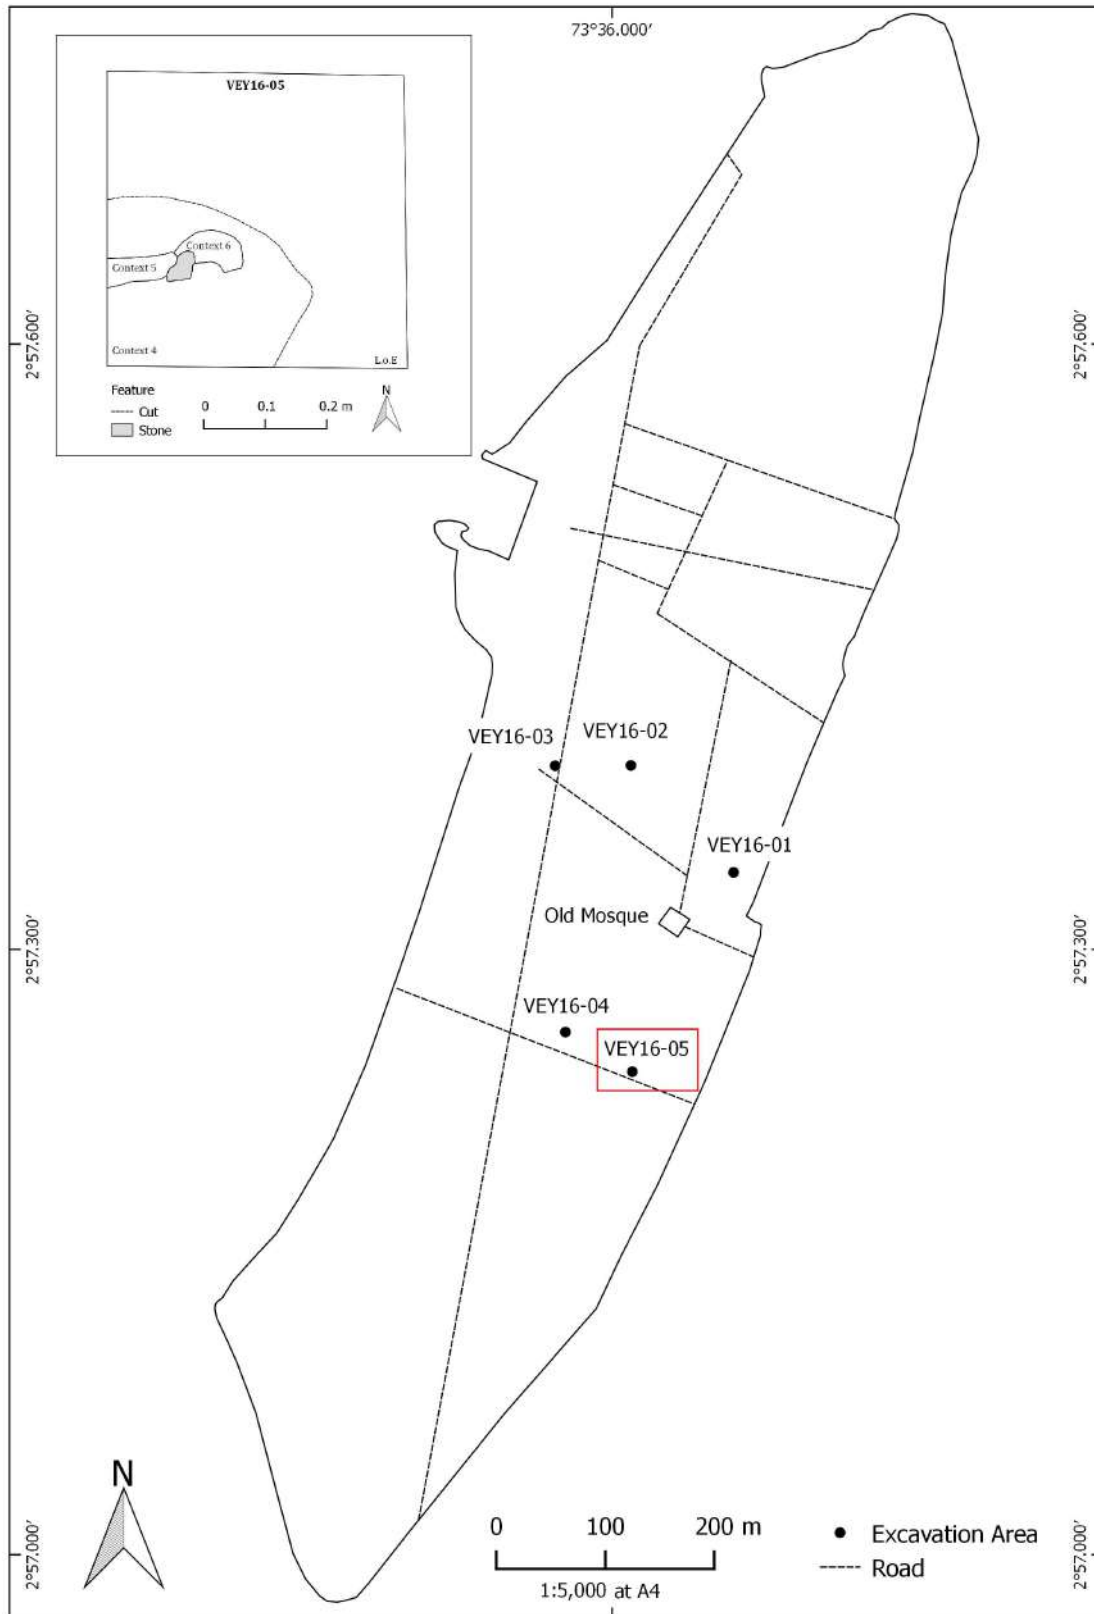 73°36.000'
VEY16-05
Context 6
Context 5
Context 4
L.o.E
Feature
Cut
Stone
0 0.1 0.2 m
N
2°57.600'
2°57.600'
VEY16-03
VEY16-02
VEY16-01
Old Mosque
2°57.300'
2°57.300'
VEY16-04
VEY16-05
N
0 100 200 m
1:5,000 at A4
Excavation Area
Road
2°57.000'
2°57.000'